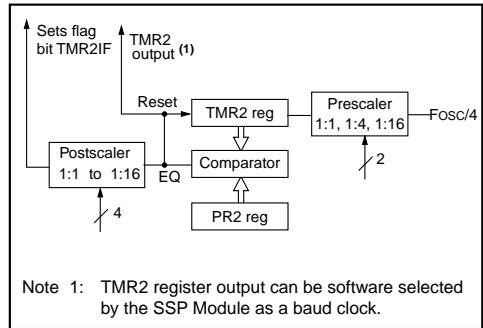 Sets flag
bit TMR2IF
TMR2
output (1)
Reset
TMR2 reg
Prescaler
1:1, 1:4, 1:16
FOSC/4
2
Postscaler
1:1 to 1:16
EQ
Comparator
4
PR2 reg
Note 1: TMR2 register output can be software selected
by the SSP Module as a baud clock.